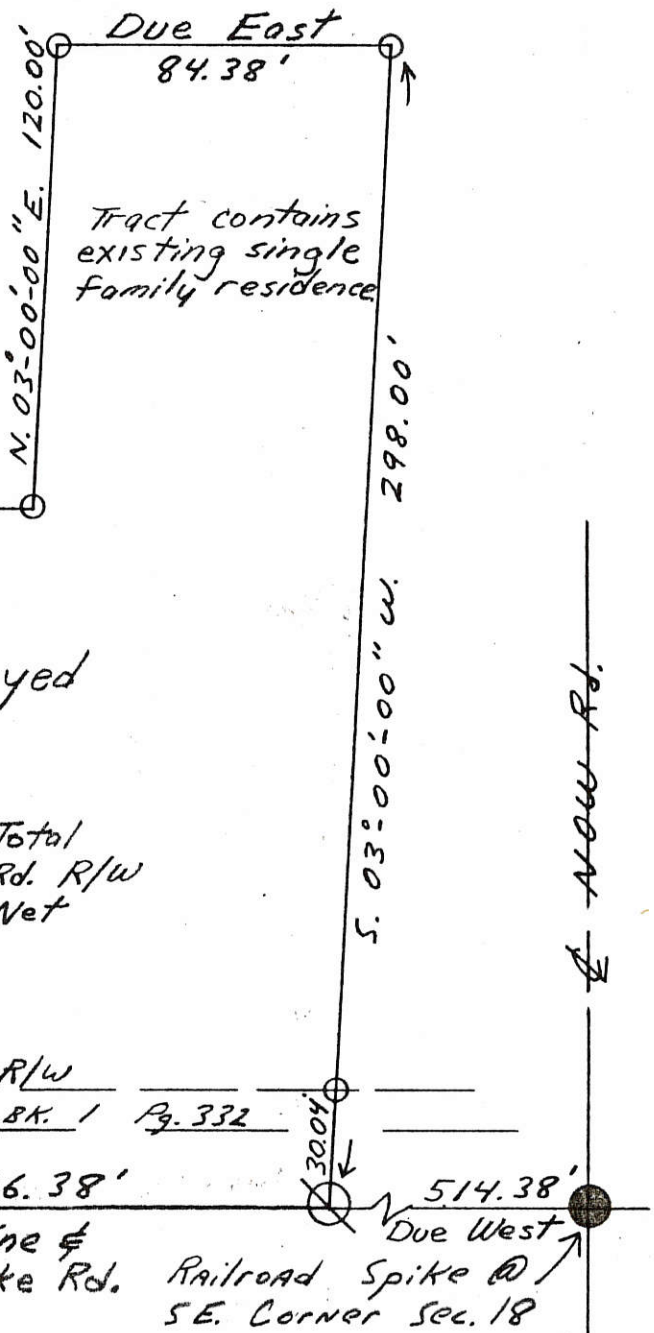 Due East
84.38'
N. 03°-00'-00" E. 120.00'
Tract contains
existing single
family residence
298.00'
S. 03°-00'-00" W.
yed
Total
Rd. R/W
Net
℄ NOW Rd.
R/W
BK. 1 Pg. 332
30.04'
6.38'
514.38'
Due West
ine &
ke Rd.
Railroad Spike @
SE. Corner Sec. 18